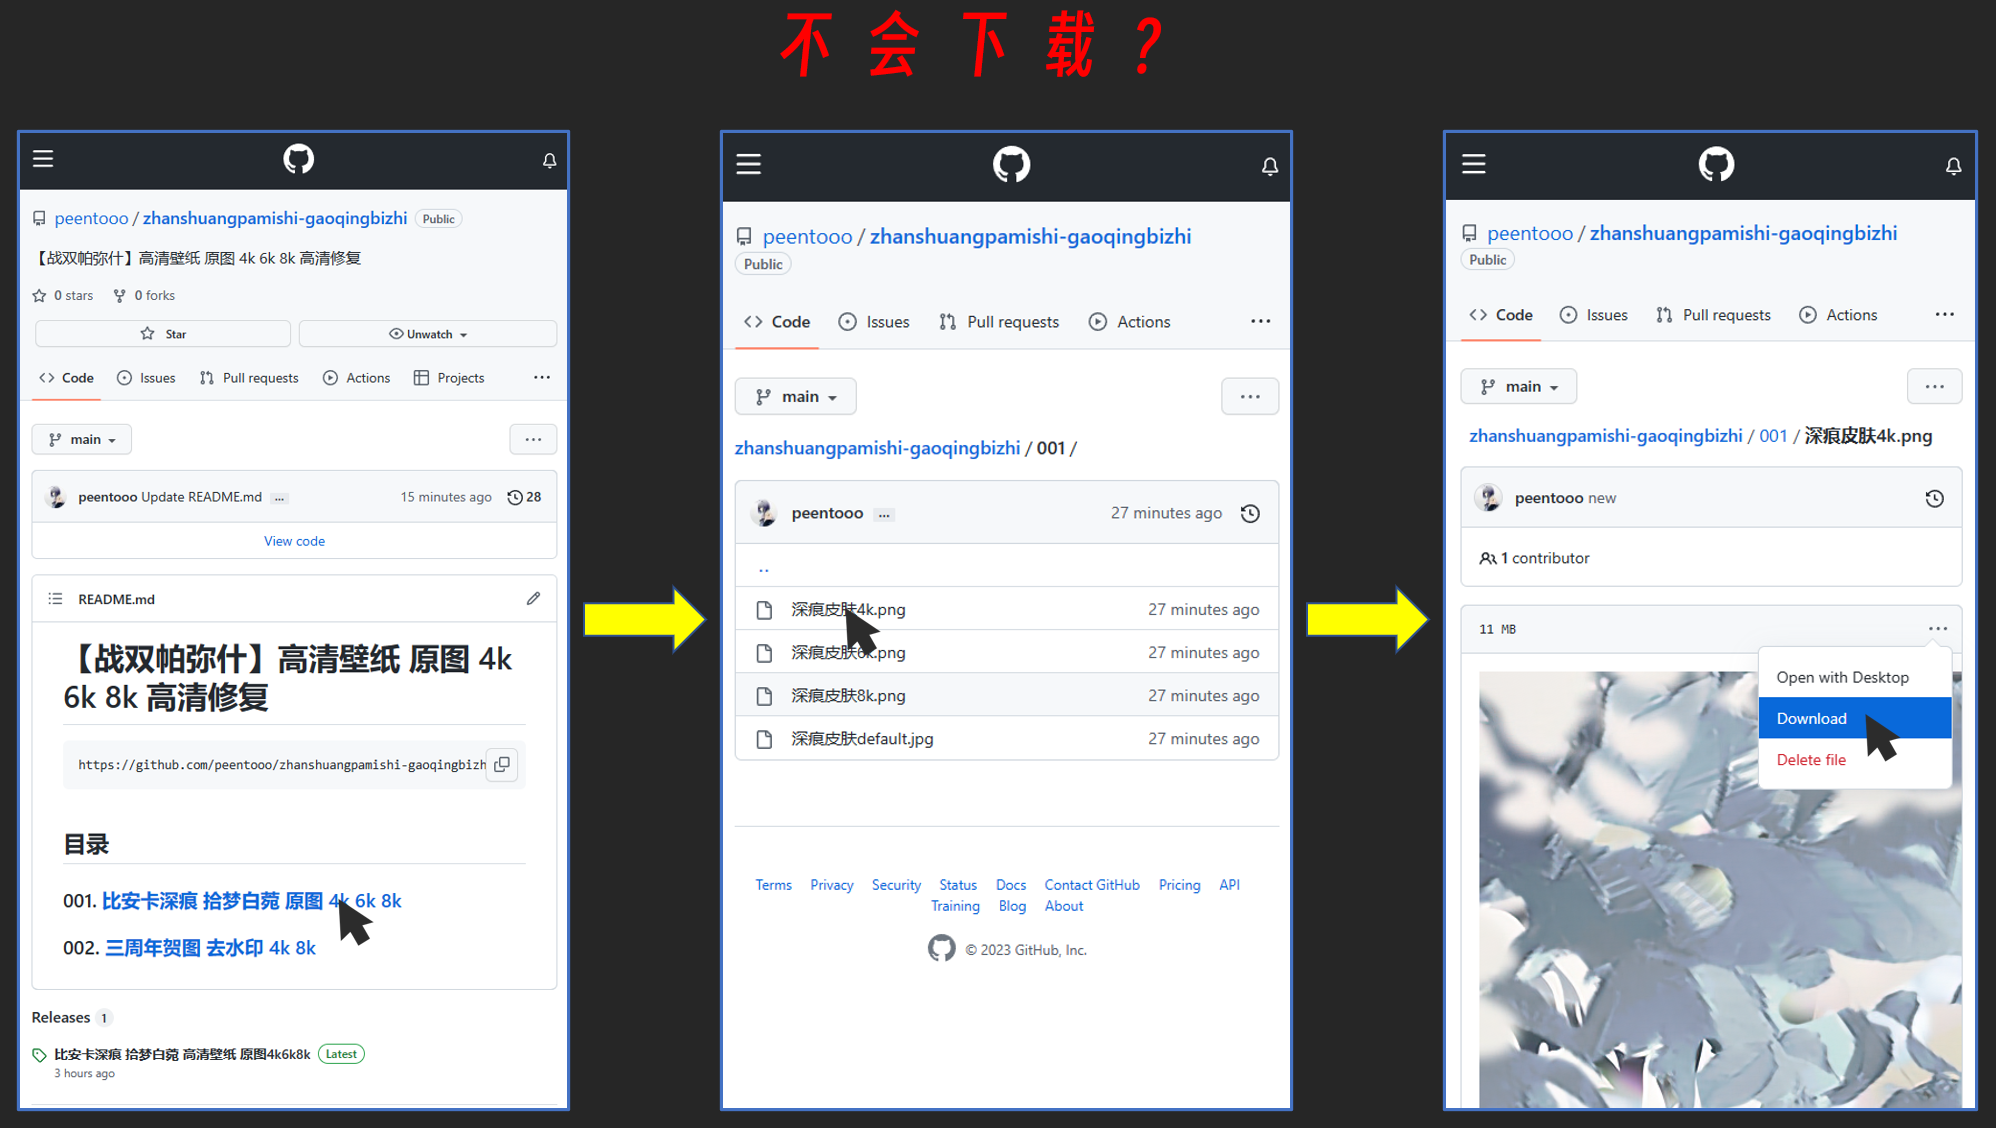 不会下载？
peentooo / zhanshuangpamishi-gaoqingbizhi Public
【战双帕弥什】高清壁纸 原图 4k 6k 8k 高清修复
0 stars 0 forks
Star Unwatch
Code Issues Pull requests Actions Projects ...
main ...
peentooo Update README.md ... 15 minutes ago 28
View code
README.md
【战双帕弥什】高清壁纸 原图 4k
6k 8k 高清修复
https://github.com/peentooo/zhanshuangpamishi-gaoqingbizh
目录
001. 比安卡深痕 拾梦白菀 原图 4k 6k 8k
002. 三周年贺图 去水印 4k 8k
Releases 1
比安卡深痕 拾梦白菀 高清壁纸 原图4k6k8k Latest
3 hours ago
peentooo / zhanshuangpamishi-gaoqingbizhi
Public
Code Issues Pull requests Actions ...
main ...
zhanshuangpamishi-gaoqingbizhi / 001 /
peentooo ... 27 minutes ago
..
深痕皮肤4k.png 27 minutes ago
深痕皮肤6k.png 27 minutes ago
深痕皮肤8k.png 27 minutes ago
深痕皮肤default.jpg 27 minutes ago
Terms Privacy Security Status Docs Contact GitHub Pricing API
Training Blog About
© 2023 GitHub, Inc.
peentooo / zhanshuangpamishi-gaoqingbizhi
Public
Code Issues Pull requests Actions ...
main ...
zhanshuangpamishi-gaoqingbizhi / 001 / 深痕皮肤4k.png
peentooo new
1 contributor
11 MB ...
Open with Desktop
Download
Delete file